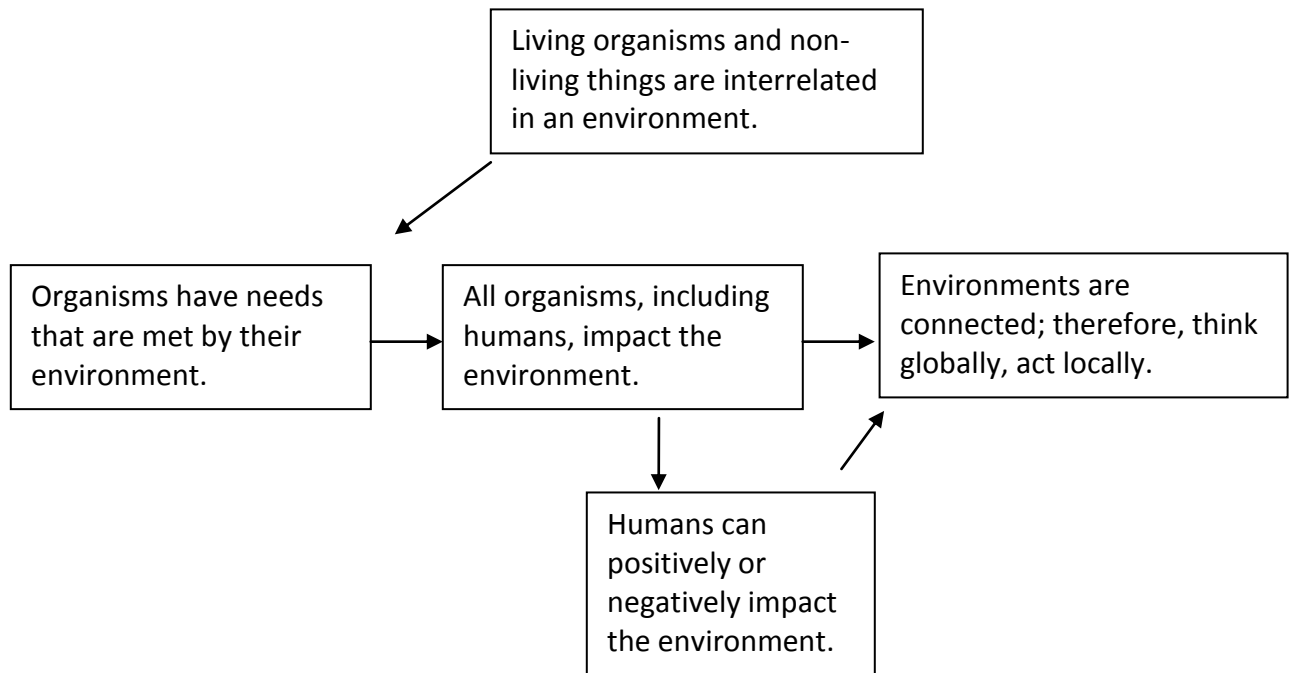 Living organisms and non-
living things are interrelated
in an environment.
Organisms have needs
that are met by their
environment.
All organisms, including
humans, impact the
environment.
Environments are
connected; therefore, think
globally, act locally.
Humans can
positively or
negatively impact
the environment.